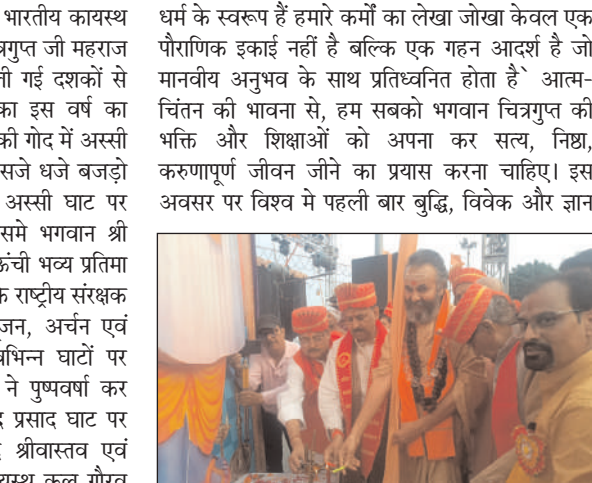 भारतीय कायस्थ
त्रगुप्त जी महराज
ती गई दशकों से
का इस वर्ष का
की गोद में अस्सी
सजे धजे बजड़ो
अस्सी घाट पर
समे भगवान श्री
ऊंची भव्य प्रतिमा
के राष्ट्रीय संरक्षक
जन, अर्चन एवं
भिन्न घाटों पर
ने पुष्पवर्षा कर
द प्रसाद घाट पर
श्रीवास्तव एवं
यस्थ कुल गौरव
धर्म के स्वरूप हैं हमारे कर्मों का लेखा जोखा केवल एक
पौराणिक इकाई नहीं है बल्कि एक गहन आदर्श है जो
मानवीय अनुभव के साथ प्रतिध्वनित होता है` आत्म-
चिंतन की भावना से, हम सबको भगवान चित्रगुप्त की
भक्ति और शिक्षाओं को अपना कर सत्य, निष्ठा,
करुणापूर्ण जीवन जीने का प्रयास करना चाहिए। इस
अवसर पर विश्व मे पहली बार बुद्धि, विवेक और ज्ञान